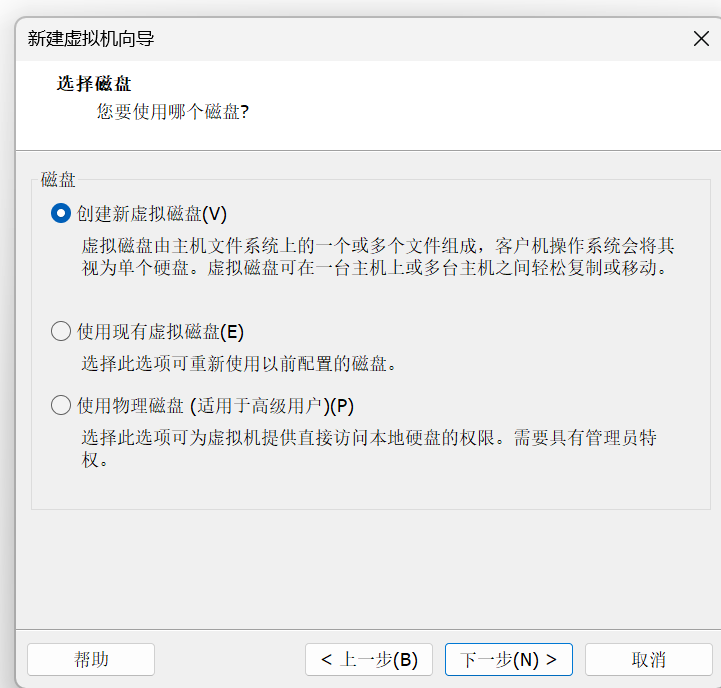 新建虚拟机向导
选择磁盘
您要使用哪个磁盘?
磁盘
创建新虚拟磁盘(V)
虚拟磁盘由主机文件系统上的一个或多个文件组成，客户机操作系统会将其
视为单个硬盘。虚拟磁盘可在一台主机上或多台主机之间轻松复制或移动。
使用现有虚拟磁盘(E)
选择此选项可重新使用以前配置的磁盘。
使用物理磁盘 (适用于高级用户)(P)
选择此选项可为虚拟机提供直接访问本地硬盘的权限。需要具有管理员特
权。
帮助
< 上一步(B)
下一步(N) >
取消